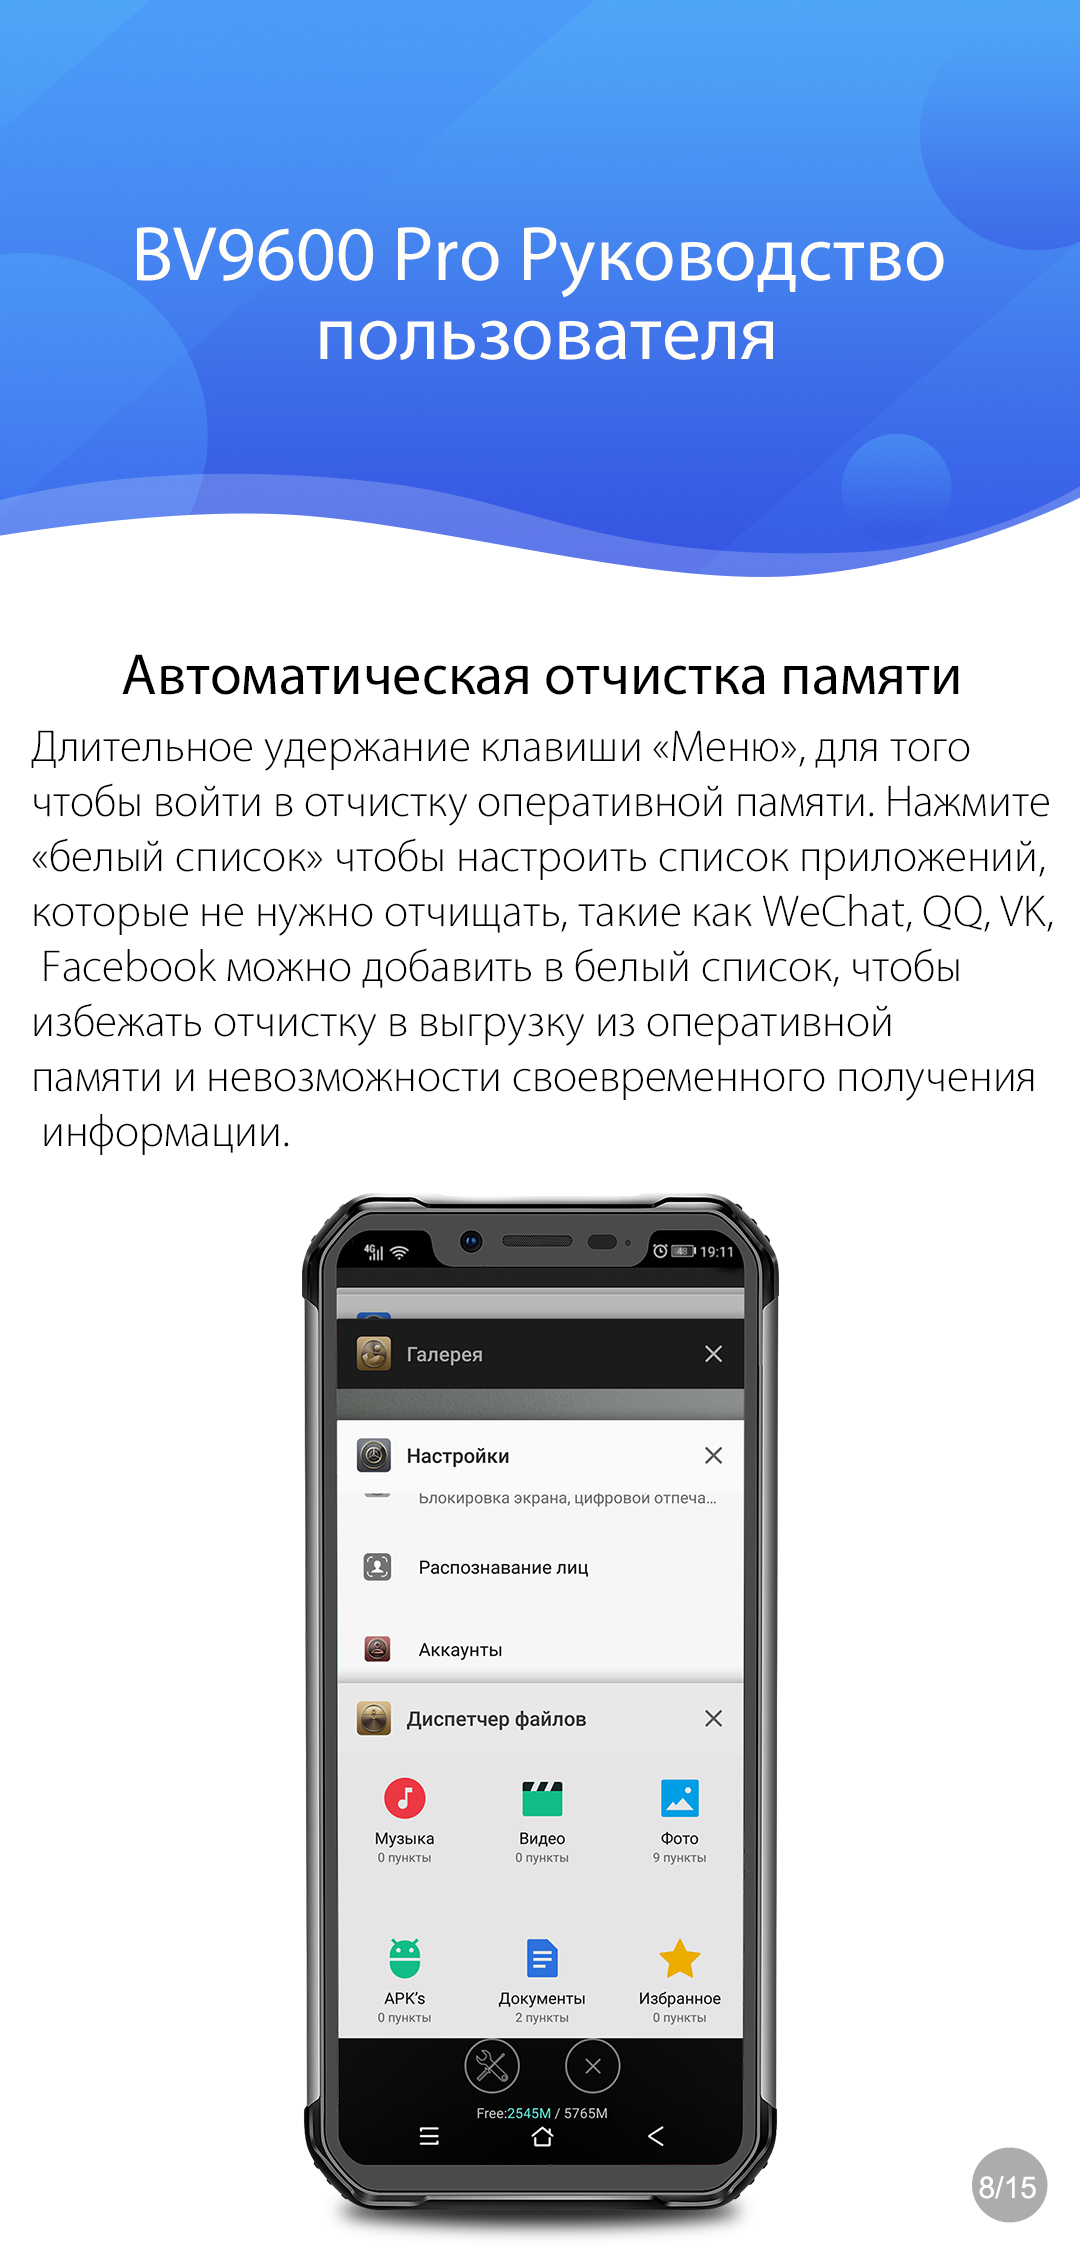 BV9600 Pro Руководство
пользователя
Автоматическая отчистка памяти
Длительное удержание клавиши «Меню», для того
чтобы войти в отчистку оперативной памяти. Нажмите
«белый список» чтобы настроить список приложений,
которые не нужно отчищать, такие как WeChat, QQ, VK,
Facebook можно добавить в белый список, чтобы
избежать отчистку в выгрузку из оперативной
памяти и невозможности своевременного получения
информации.
4G 48 19:11
Галерея
Настройки
Блокировка экрана, цифровой отпеча...
Распознавание лиц
Аккаунты
Диспетчер файлов
Музыка Видео Фото
0 пункты 0 пункты 9 пункты
APK's Документы Избранное
0 пункты 2 пункты 0 пункты
Free:2545M / 5765M
8/15